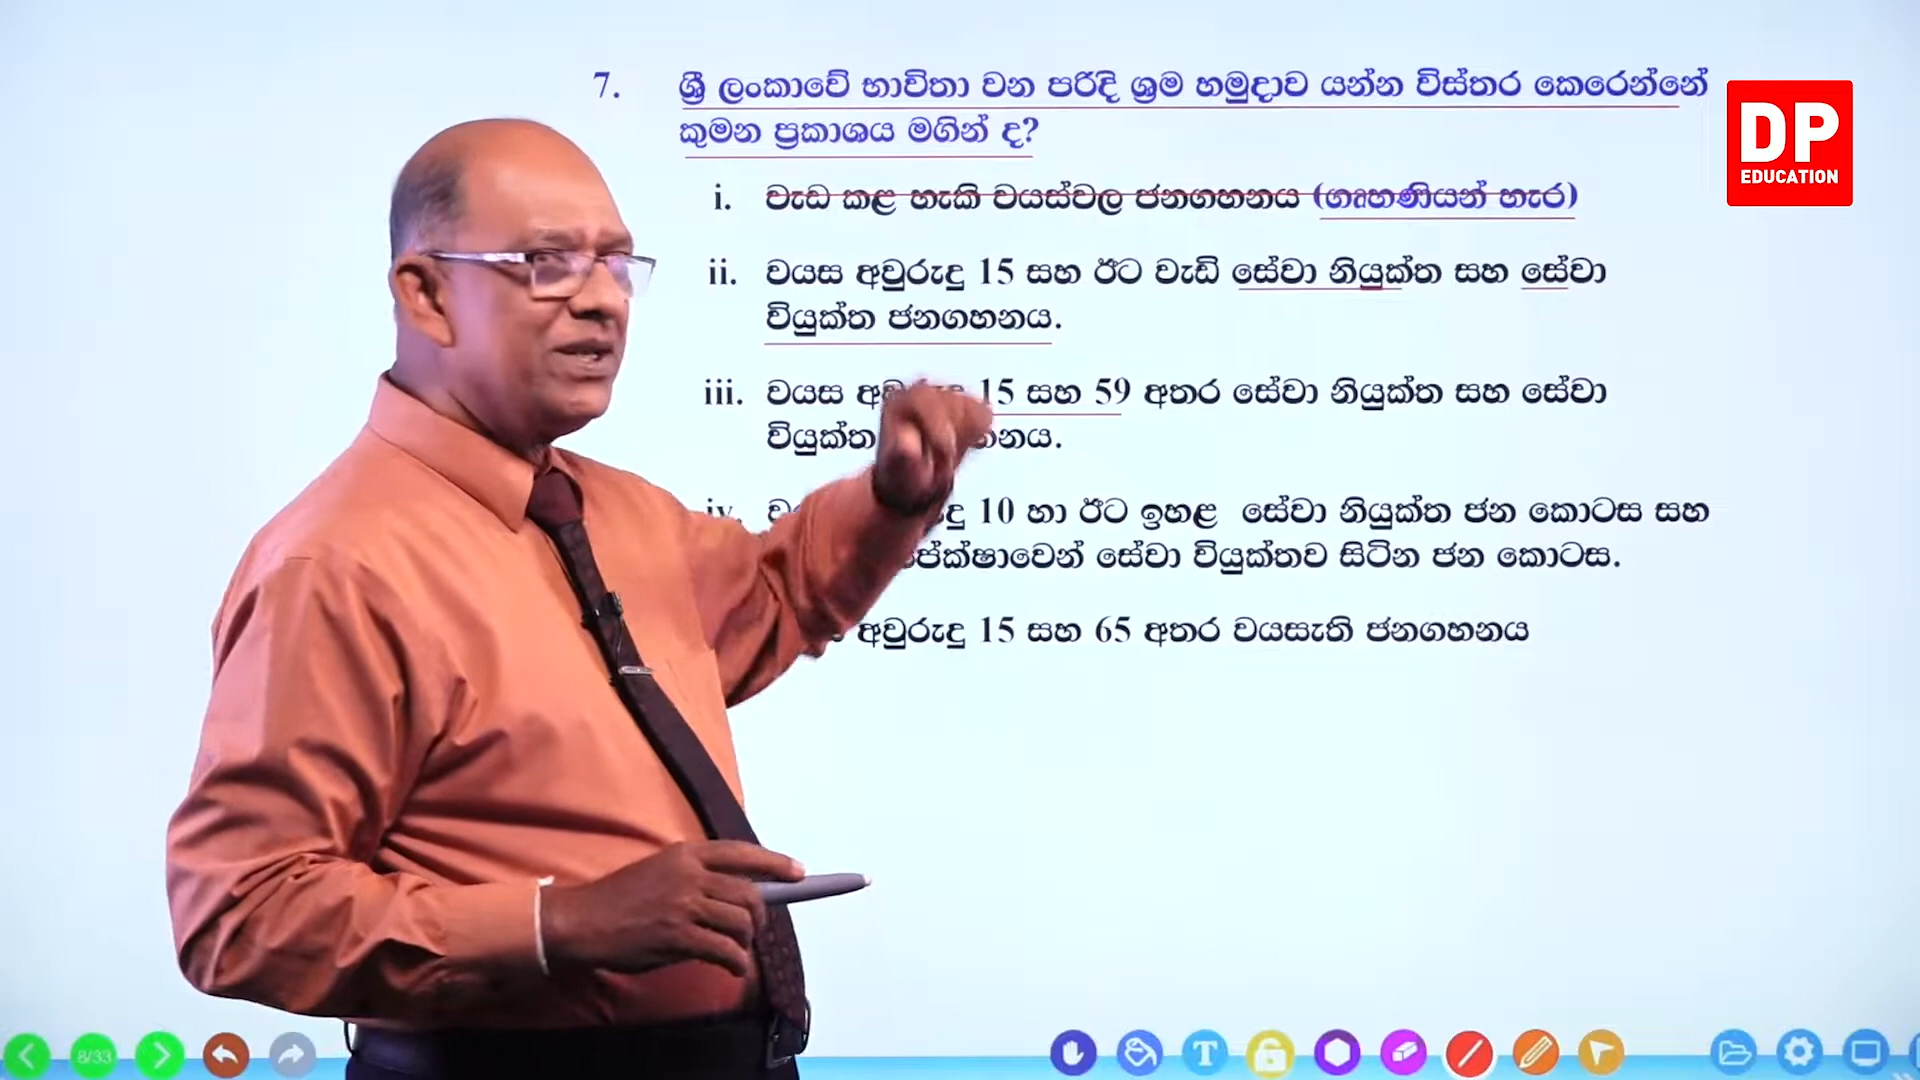 7. ශ්‍රී ලංකාවේ භාවිතා වන පරිදි ශ්‍රම හමුදාව යන්න විස්තර කෙරෙන්නේ
කුමන ප්‍රකාශය මගින් ද?
DP
EDUCATION
i. වැඩ කළ හැකි වයස්වල ජනගහනය (ගෘහණියන් හැර)
ii. වයස අවුරුදු 15 සහ ඊට වැඩි සේවා නියුක්ත සහ සේවා
වියුක්ත ජනගහනය.
iii. වයස 15 සහ 59 අතර සේවා නියුක්ත සහ සේවා
වියුක්ත
10 හා ඊට ඉහළ සේවා නියුක්ත ජන කොටස සහ
සේවා වියුක්තව සිටින ජන කොටස.
අවුරුදු 15 සහ 65 අතර වයසැති ජනගහනය
8/33
T